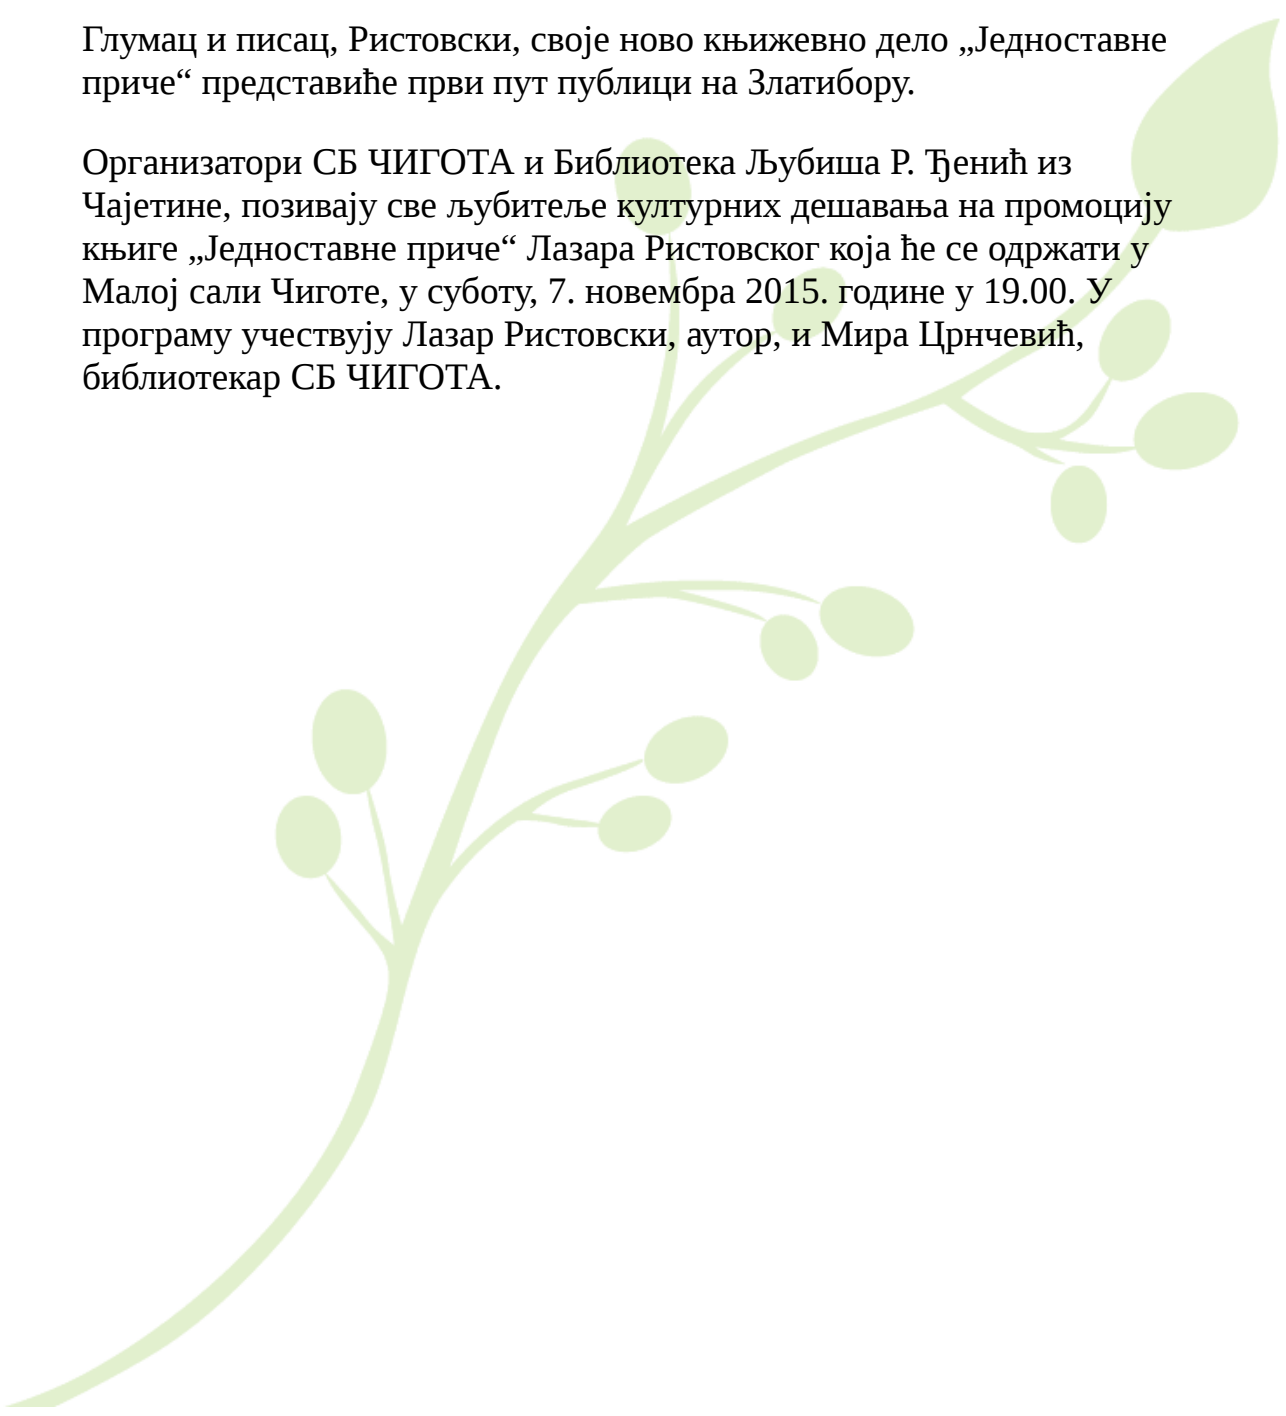 Глумац и писац, Ристовски, своје ново књижевно дело „Једноставне
приче“ представиће први пут публици на Златибору.
Организатори СБ ЧИГОТА и Библиотека Љубиша Р. Ђенић из
Чајетине, позивају све љубитеље културних дешавања на промоцију
књиге „Једноставне приче“ Лазара Ристовског која ће се одржати у
Малој сали Чиготе, у суботу, 7. новембра 2015. године у 19.00. У
програму учествују Лазар Ристовски, аутор, и Мира Црнчевић,
библиотекар СБ ЧИГОТА.